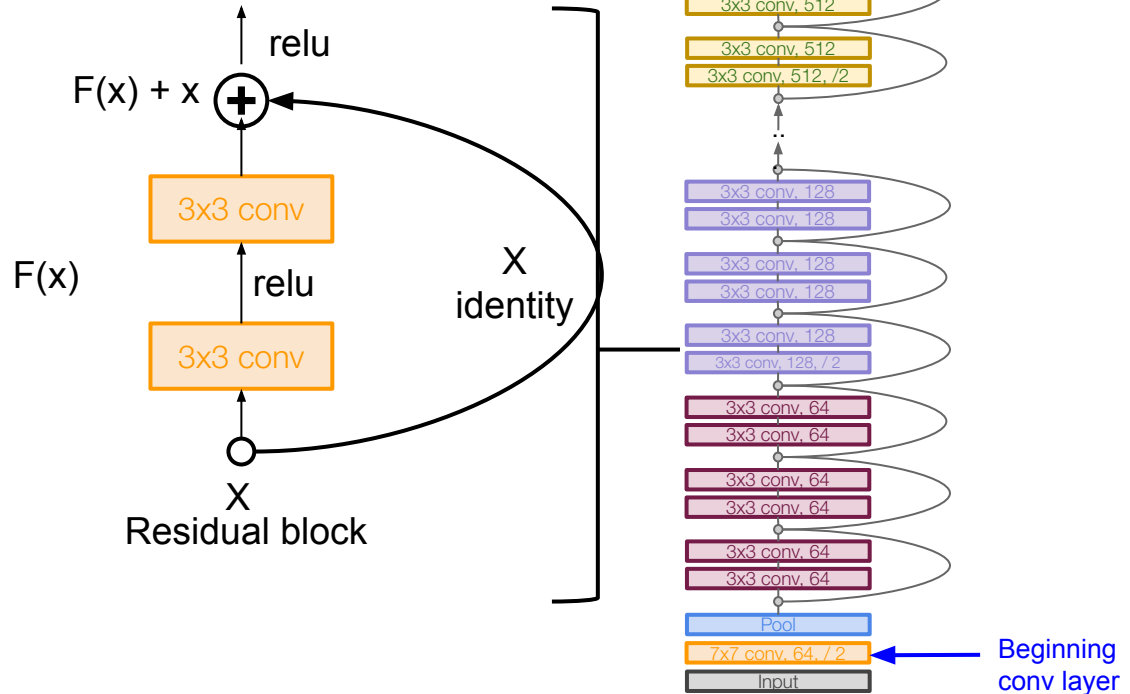 relu
F(x) + x
3x3 conv
F(x)
relu
X
identity
3x3 conv
X
Residual block
3x3 conv, 512
3x3 conv, 512
3x3 conv, 512, /2
..
3x3 conv, 128
3x3 conv, 128
3x3 conv, 128
3x3 conv, 128
3x3 conv, 128
3x3 conv, 128, / 2
3x3 conv, 64
3x3 conv, 64
3x3 conv, 64
3x3 conv, 64
3x3 conv, 64
3x3 conv, 64
Pool
7x7 conv, 64, / 2
Input
Beginning
conv layer